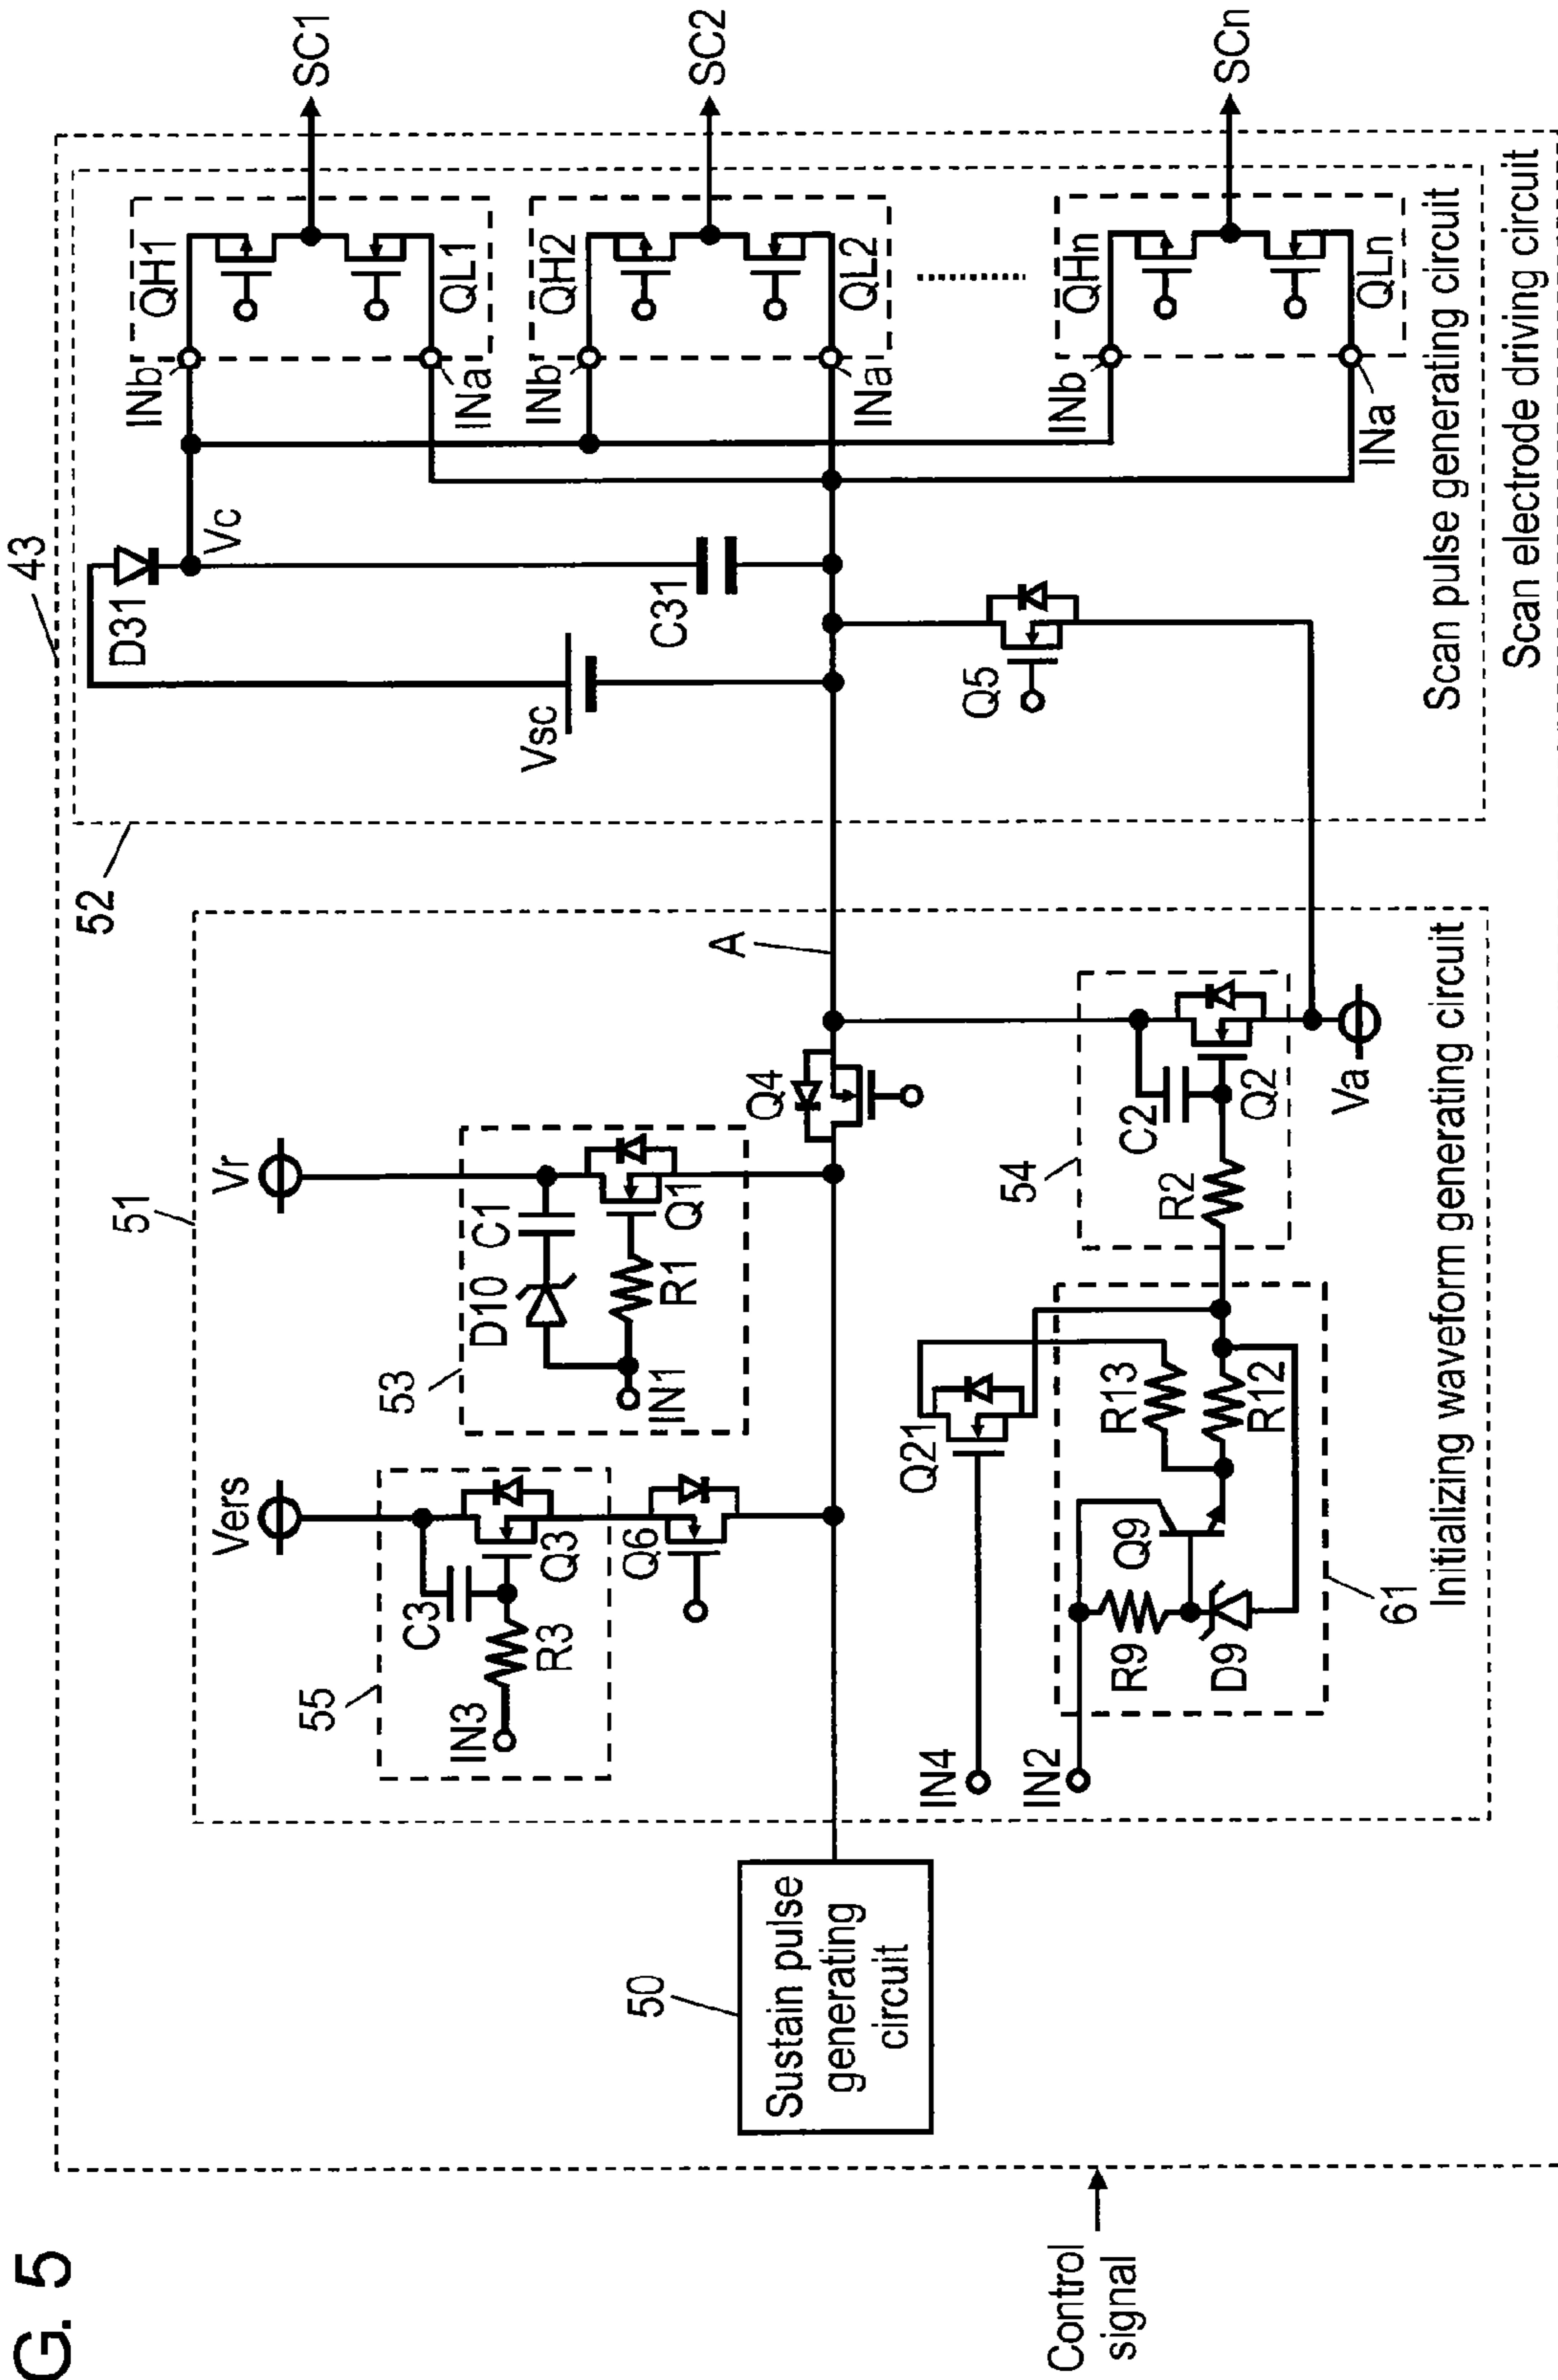 G. 5
Control
signal
43
50
Sustain pulse
generating
circuit
51
Vers
55
IN3
R3
C3
Q3
Q6
Vr
53
IN1
D10
C1
R1
Q1
Q4
A
IN4
IN2
Q21
R9
D9
Q9
R13
R12
61
54
R2
C2
Q2
Va
Initializing waveform generating circuit
52
Vsc
D31
Vc
C31
Q5
INb
QH1
QL1
INa
SC1
INb
QH2
QL2
INa
SC2
INb
QHn
QLn
INa
SCn
Scan pulse generating circuit
Scan electrode driving circuit